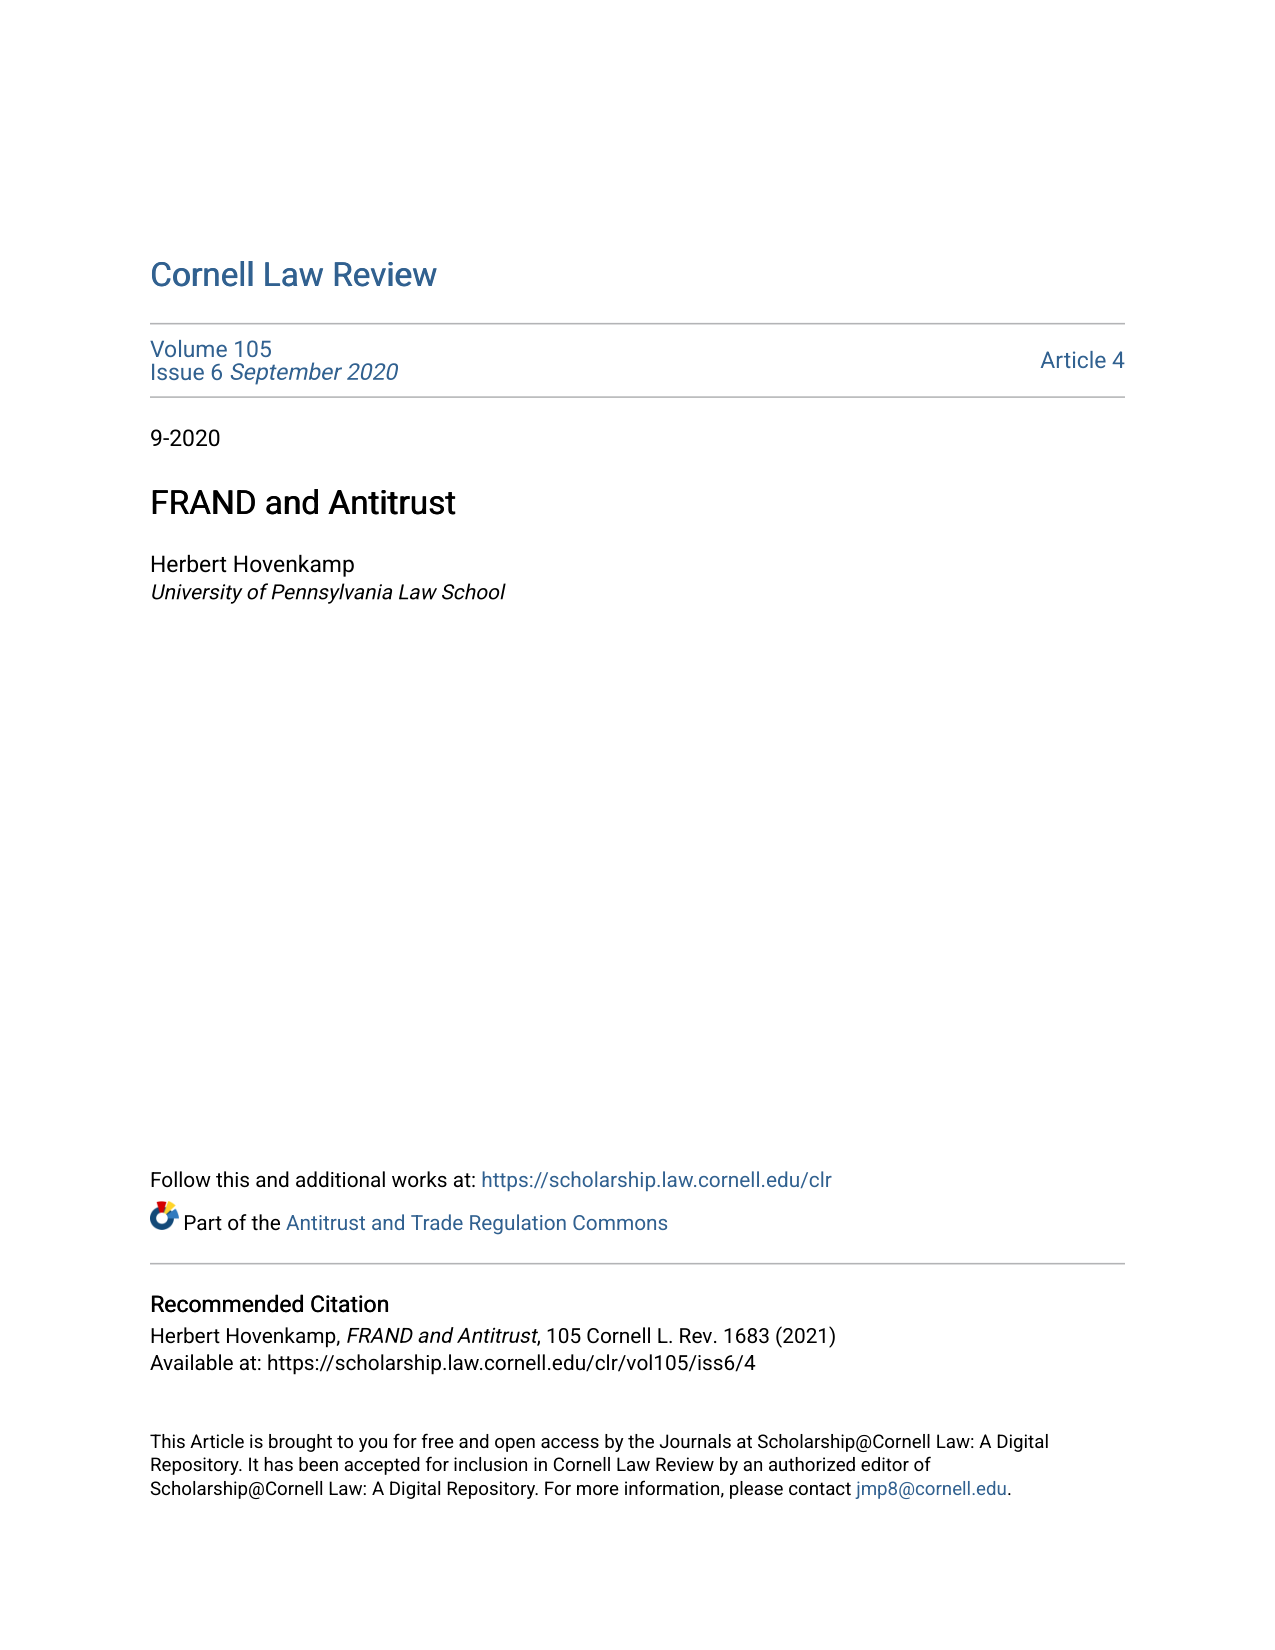 Cornell Law Review
Volume 105
Issue 6 September 2020
Article 4
9-2020
FRAND and Antitrust
Herbert Hovenkamp
University of Pennsylvania Law School
Follow this and additional works at: https://scholarship.law.cornell.edu/clr
Part of the Antitrust and Trade Regulation Commons
Recommended Citation
Herbert Hovenkamp, FRAND and Antitrust, 105 Cornell L. Rev. 1683 (2021)
Available at: https://scholarship.law.cornell.edu/clr/vol105/iss6/4
This Article is brought to you for free and open access by the Journals at Scholarship@Cornell Law: A Digital
Repository. It has been accepted for inclusion in Cornell Law Review by an authorized editor of
Scholarship@Cornell Law: A Digital Repository. For more information, please contact jmp8@cornell.edu.